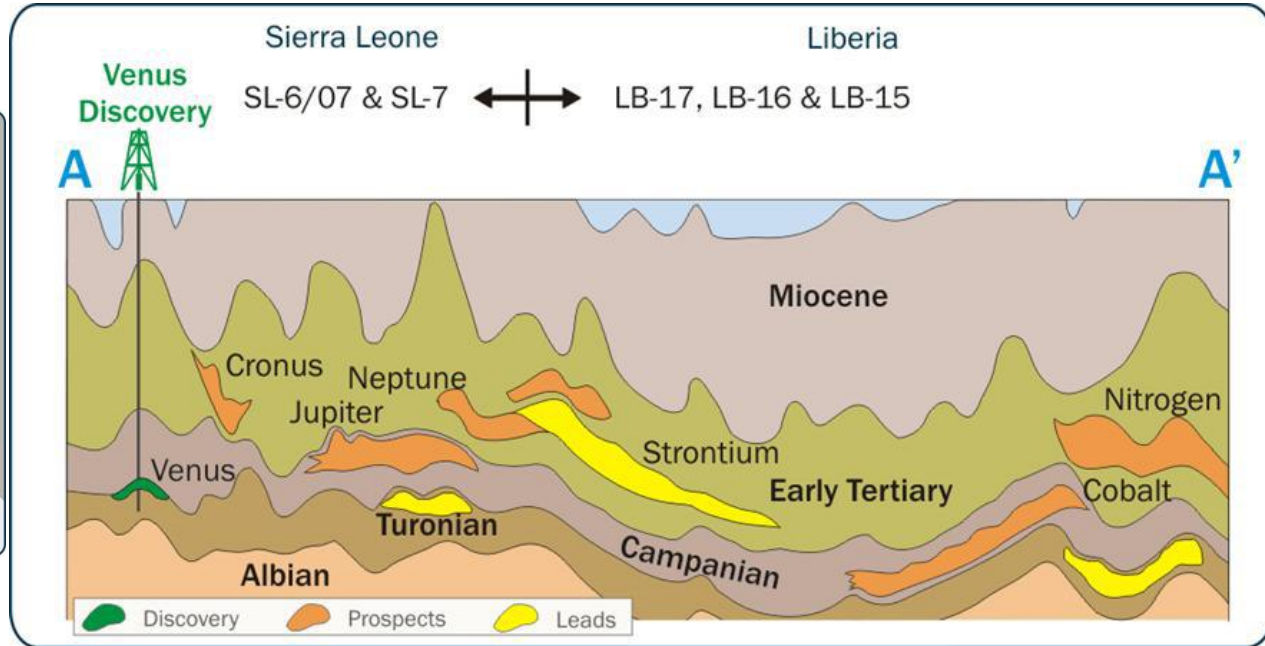 Sierra Leone
Liberia
Venus
Discovery
SL-6/07 & SL-7
LB-17, LB-16 & LB-15
A
A'
Miocene
Cronus
Neptune
Jupiter
Nitrogen
Strontium
Venus
Early Tertiary
Cobalt
Turonian
Campanian
Albian
Discovery
Prospects
Leads